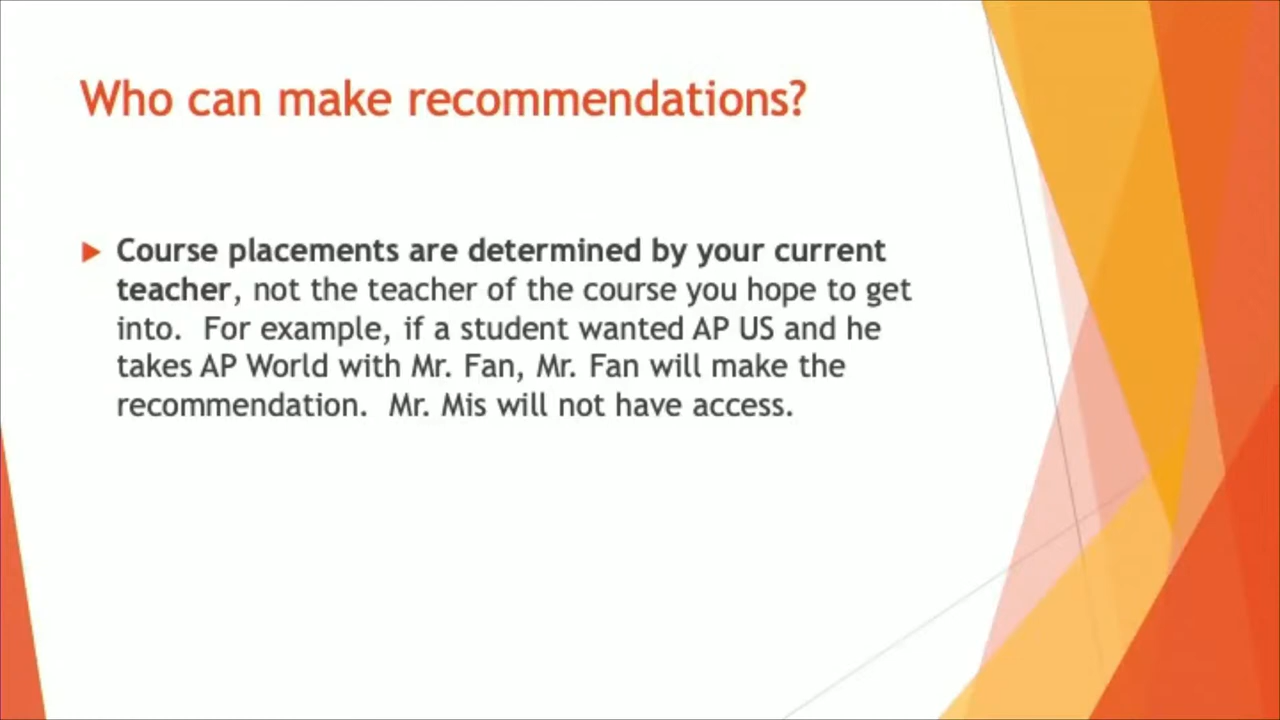 Who can make recommendations?
Course placements are determined by your current
teacher, not the teacher of the course you hope to get
into.  For example, if a student wanted AP US and he
takes AP World with Mr. Fan, Mr. Fan will make the
recommendation.  Mr. Mis will not have access.